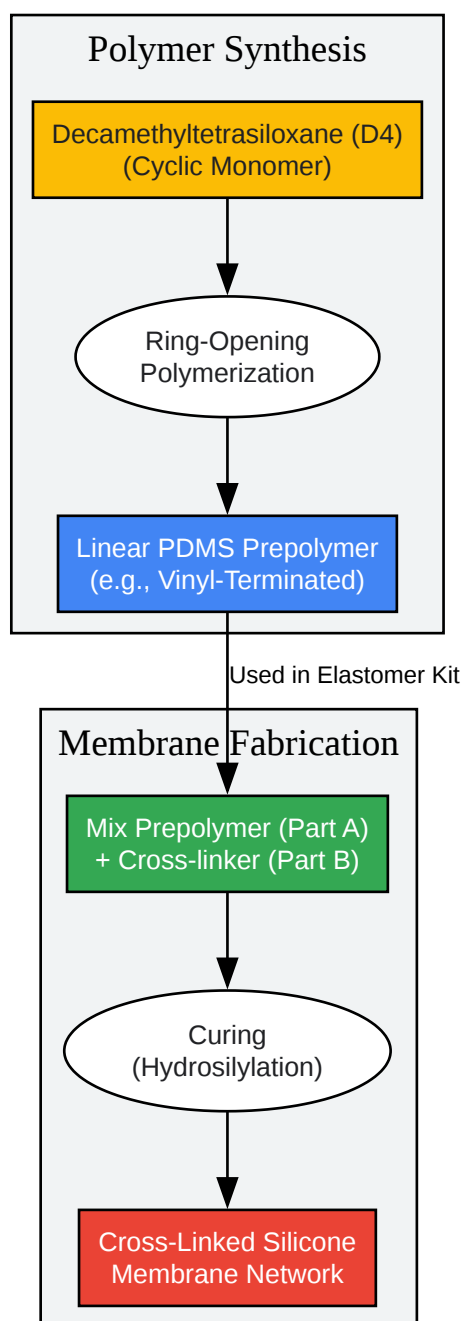 Polymer Synthesis
Decamethyltetrasiloxane (D4)
(Cyclic Monomer)
Ring-Opening
Polymerization
Linear PDMS Prepolymer
(e.g., Vinyl-Terminated)
Used in Elastomer Kit
Membrane Fabrication
Mix Prepolymer (Part A)
+ Cross-linker (Part B)
Curing
(Hydrosilylation)
Cross-Linked Silicone
Membrane Network